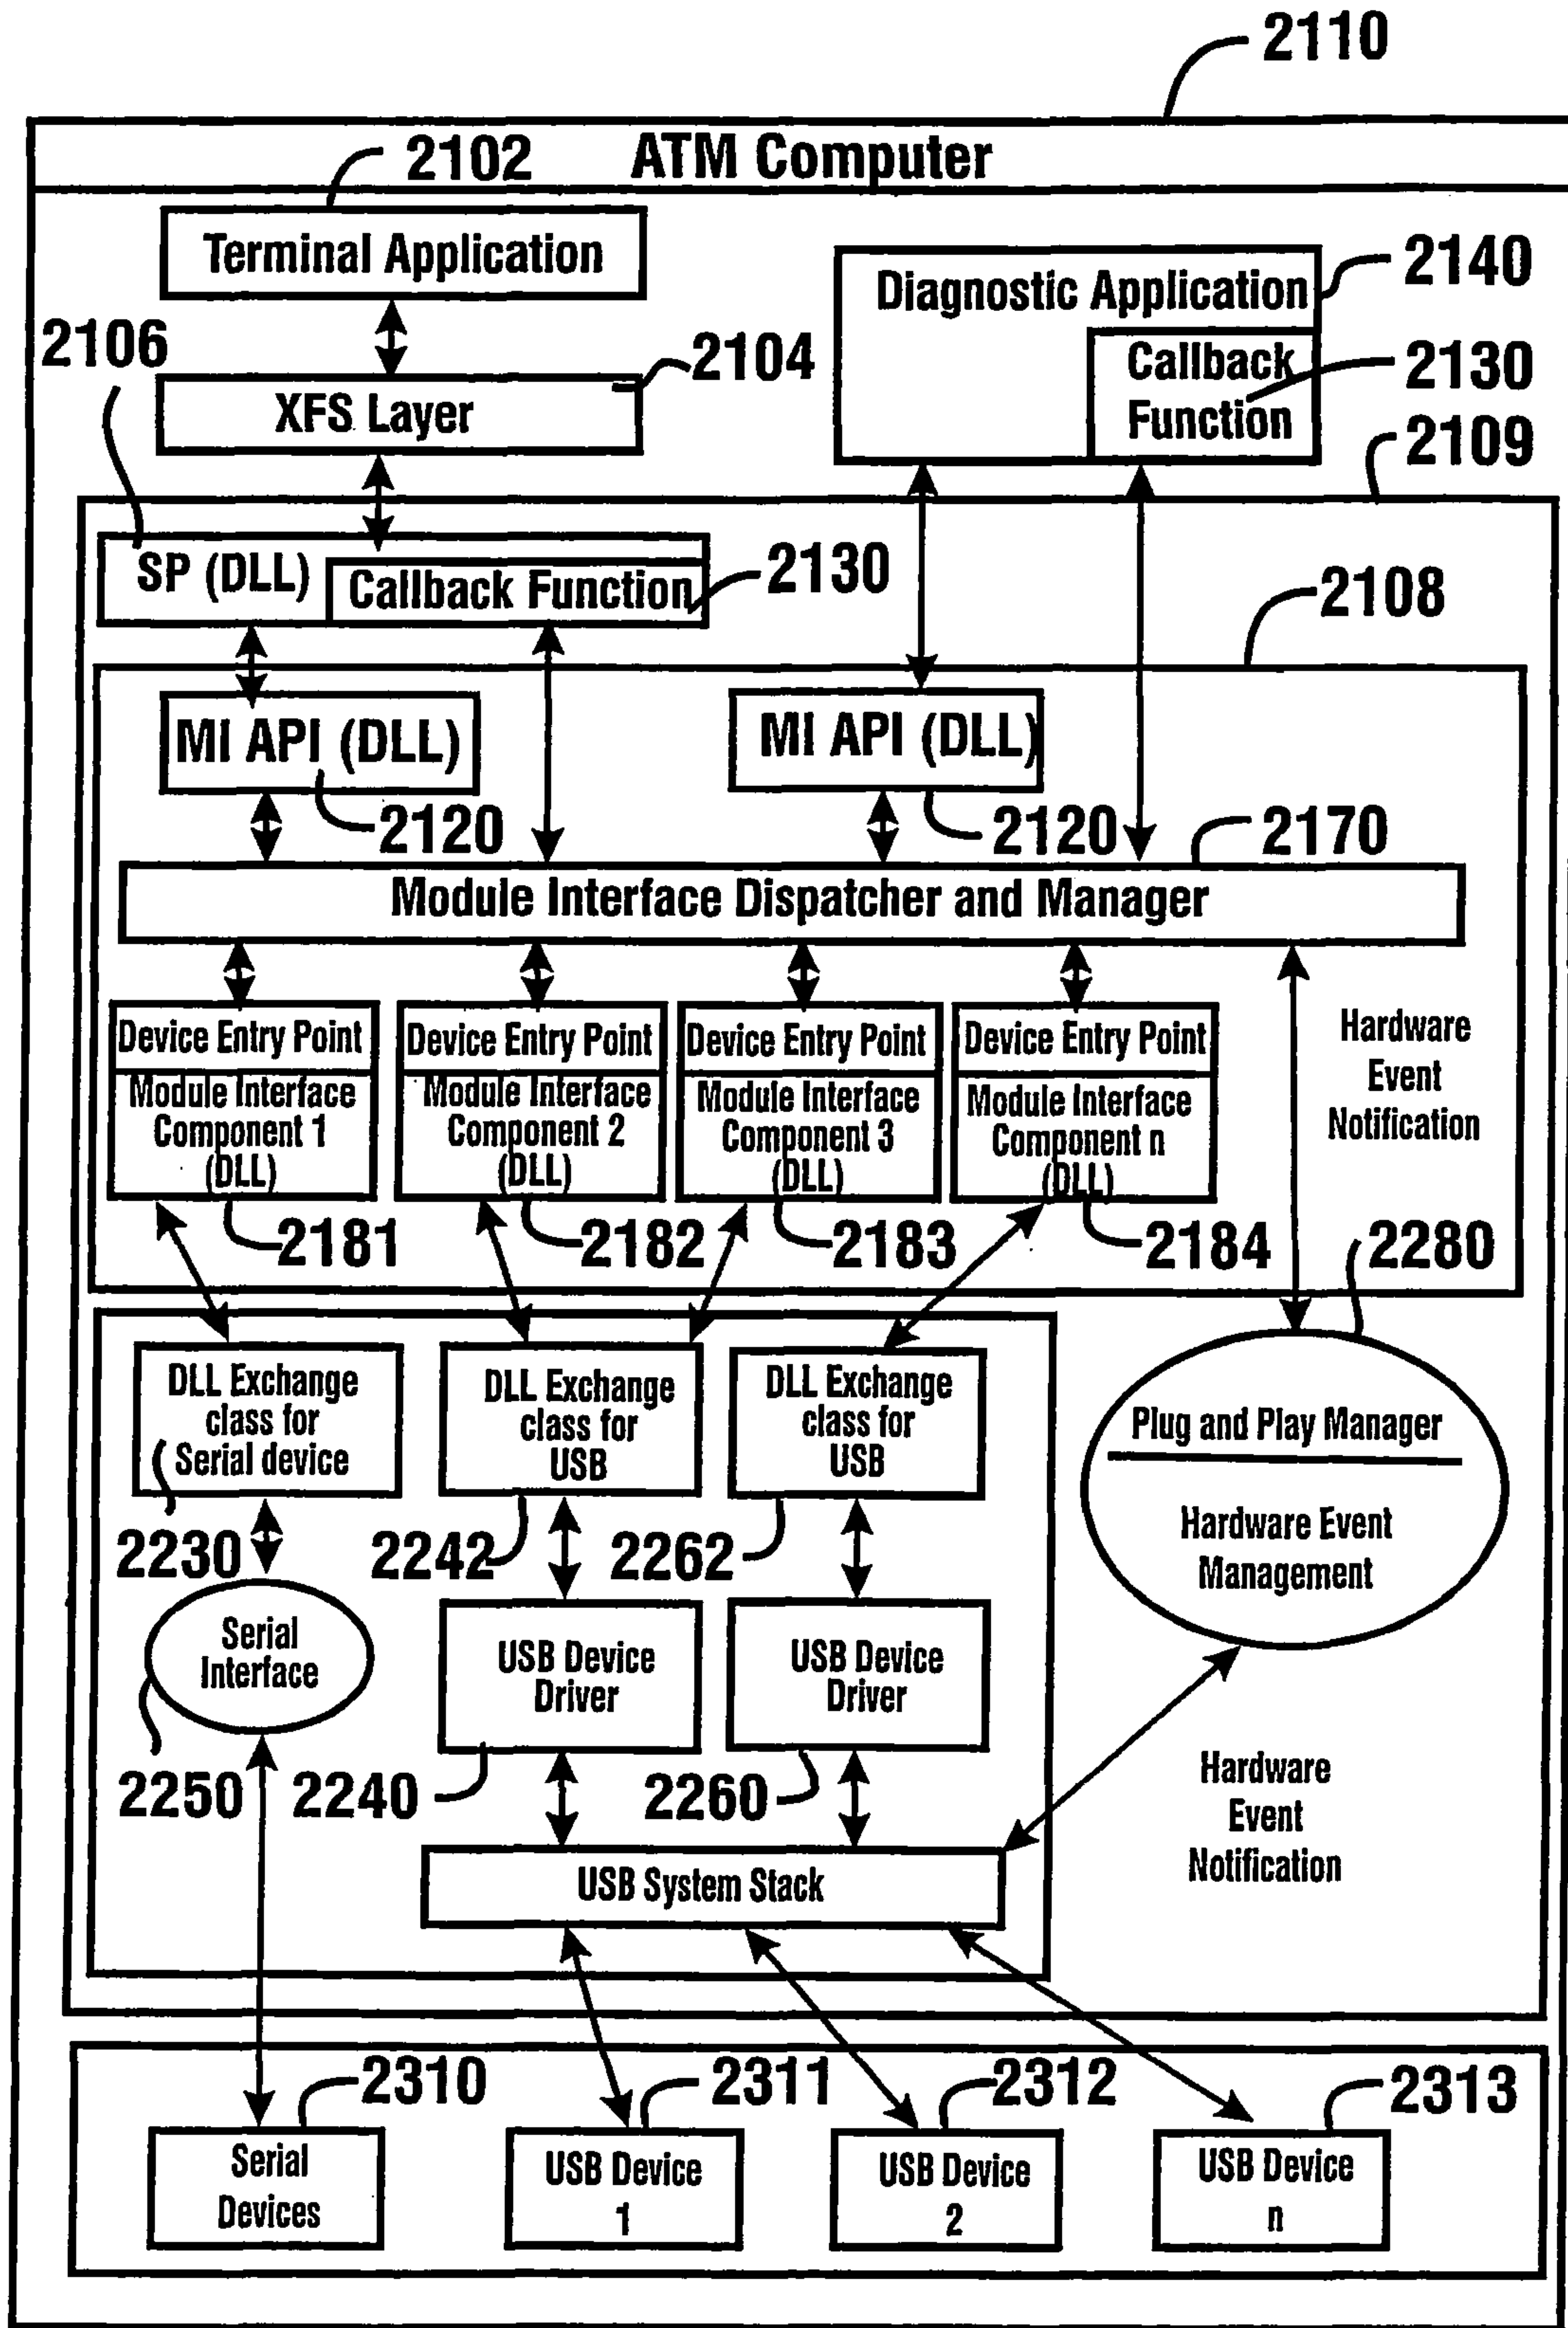 2110
ATM Computer
2102
Terminal Application
2140
Diagnostic Application
2106
2104
Callback
Function
2130
XFS Layer
2109
SP (DLL)
Callback Function
2130
2108
MI API (DLL)
MI API (DLL)
2120
2120
2170
Module Interface Dispatcher and Manager
Device Entry Point
Module Interface
Component 1
(DLL)
Device Entry Point
Module Interface
Component 2
(DLL)
Device Entry Point
Module Interface
Component 3
(DLL)
Device Entry Point
Module Interface
Component n
(DLL)
Hardware
Event
Notification
2181
2182
2183
2184
2280
DLL Exchange
class for
Serial device
DLL Exchange
class for
USB
DLL Exchange
class for
USB
Plug and Play Manager
Hardware Event
Management
2230
2242
2262
Serial
Interface
USB Device
Driver
USB Device
Driver
2250
2240
2260
Hardware
Event
Notification
USB System Stack
2310
2311
2312
2313
Serial
Devices
USB Device
1
USB Device
2
USB Device
n